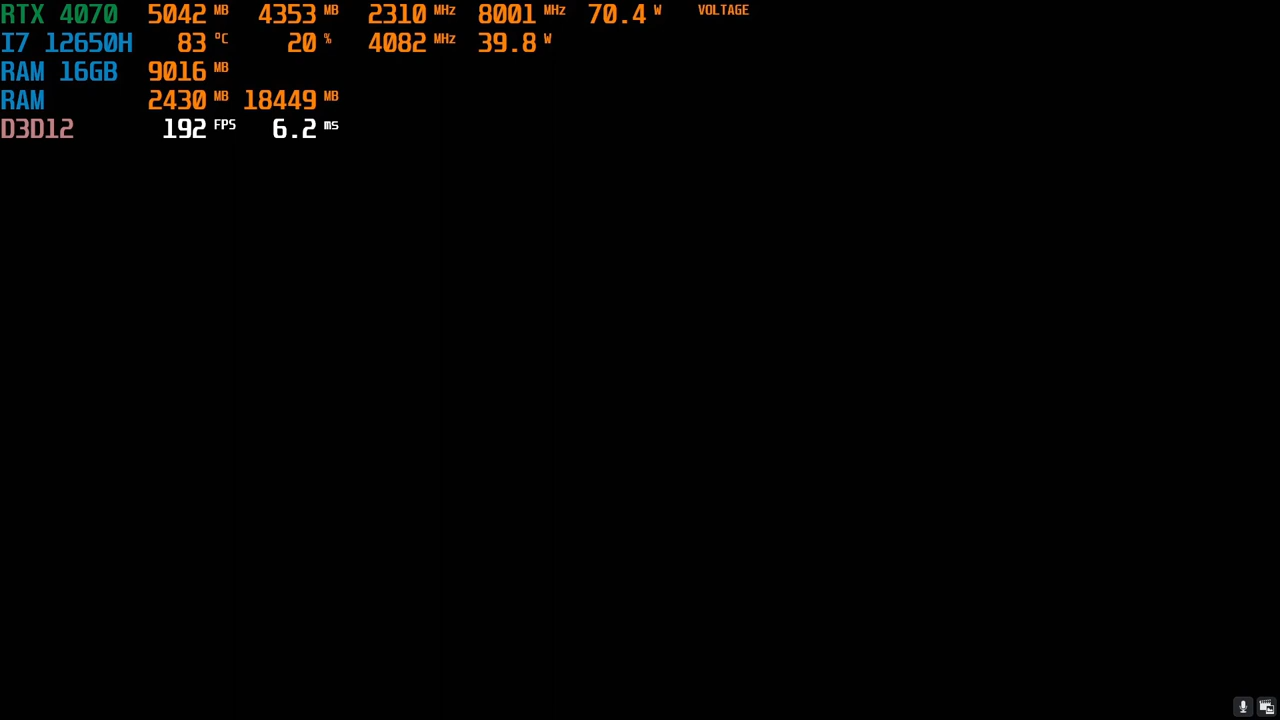 RTX 4070 5042 MB 4353 MB 2310 MHz 8001 MHz 70.4 W VOLTAGE
I7 12650H 83 °C 20 % 4082 MHz 39.8 W
RAM 16GB 9016 MB
RAM 2430 MB 18449 MB
D3D12 192 FPS 6.2 ms